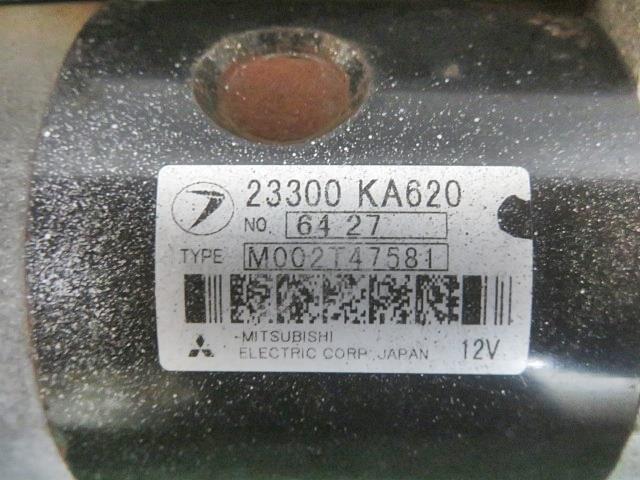 23300 KA620
NO. 64 27
TYPE M002T47581
MITSUBISHI
ELECTRIC CORP. JAPAN 12V